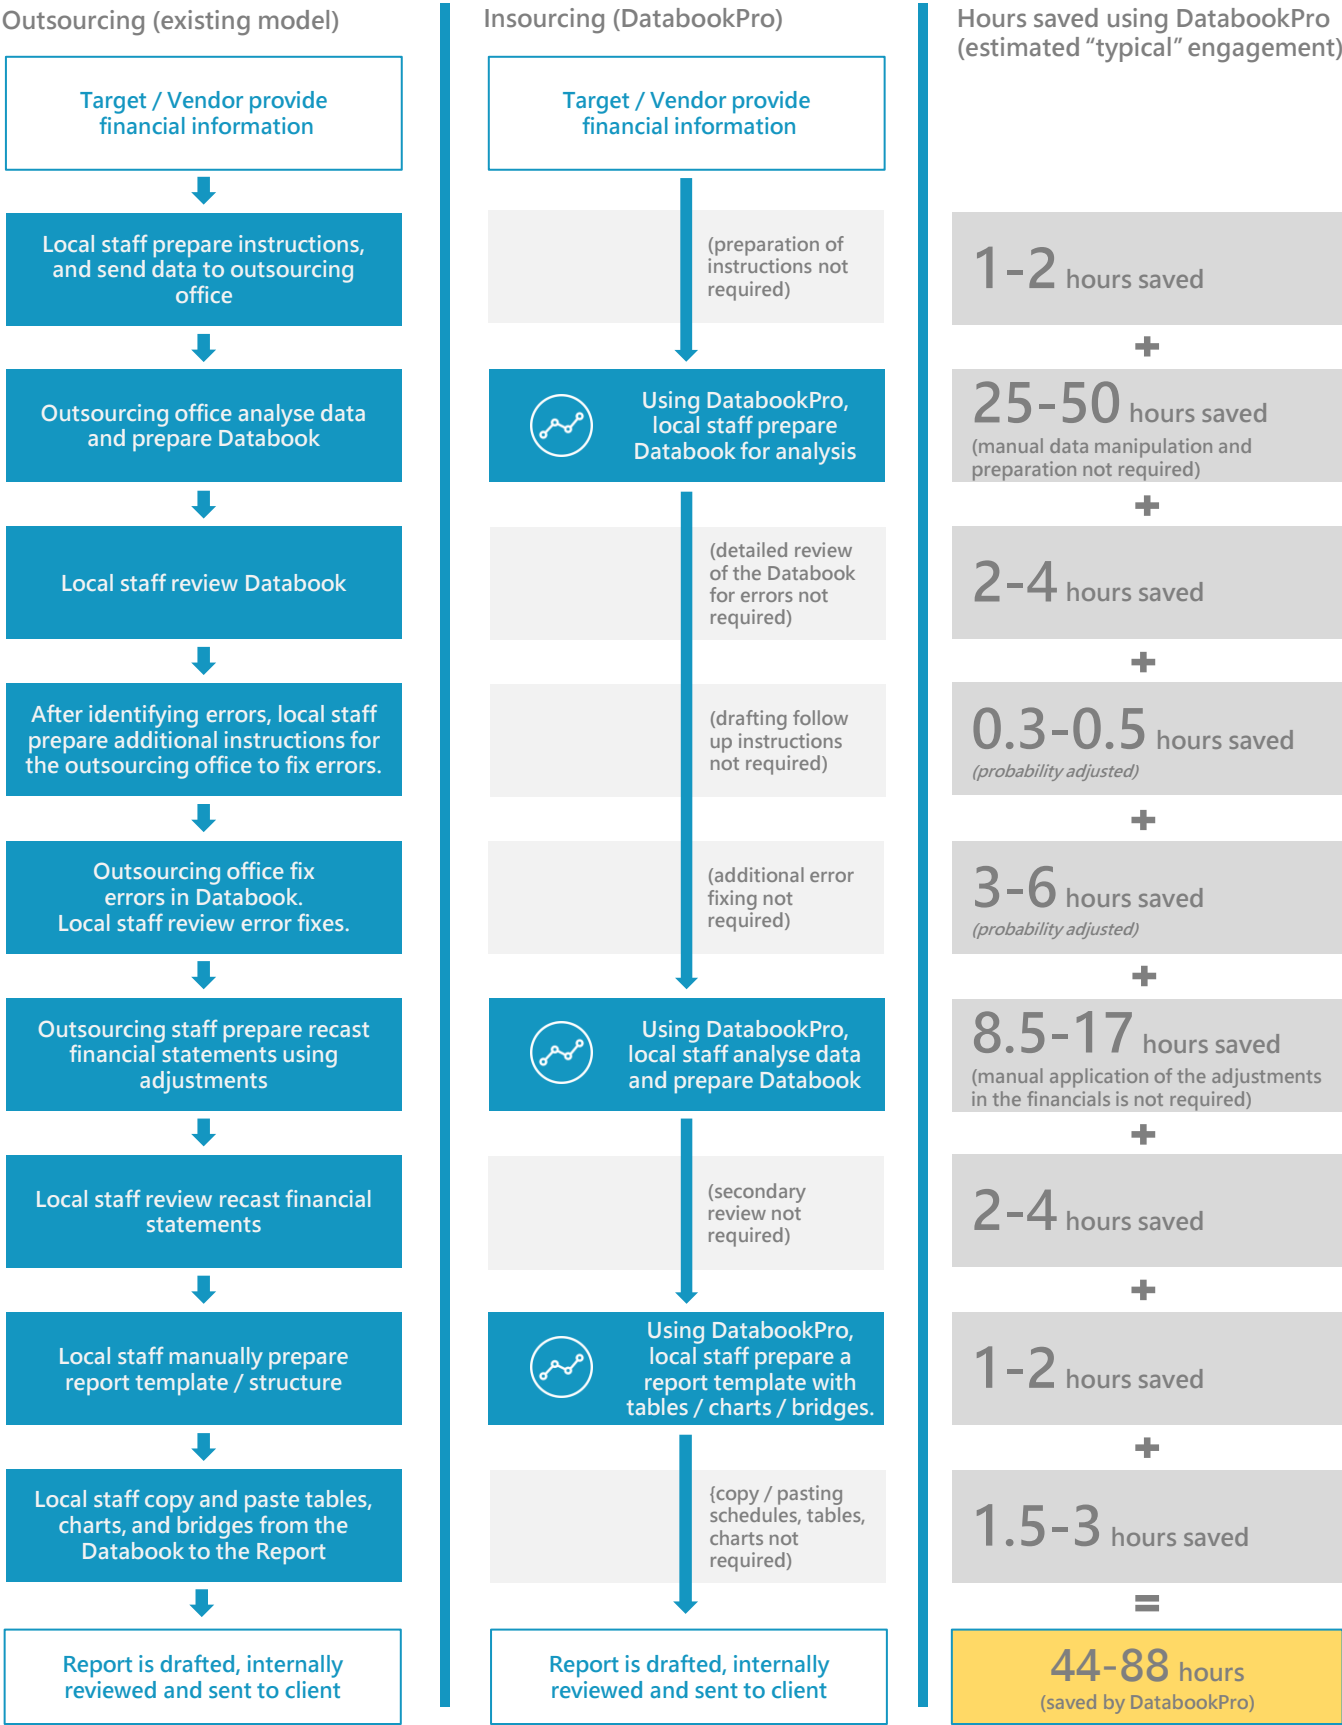 Outsourcing (existing model)
Target / Vendor provide
financial information
Local staff prepare instructions,
and send data to outsourcing
office
Outsourcing office analyse data
and prepare Databook
Local staff review Databook
After identifying errors, local staff
prepare additional instructions for
the outsourcing office to fix errors.
Outsourcing office fix
errors in Databook.
Local staff review error fixes.
Outsourcing staff prepare recast
financial statements using
adjustments
Local staff review recast financial
statements
Local staff manually prepare
report template / structure
Local staff copy and paste tables,
charts, and bridges from the
Databook to the Report
Report is drafted, internally
reviewed and sent to client
Insourcing (DatabookPro)
Target / Vendor provide
financial information
(preparation of
instructions not
required)
Using DatabookPro,
local staff prepare
Databook for analysis
(detailed review
of the Databook
for errors not
required)
(drafting follow
up instructions
not required)
(additional error
fixing not
required)
Using DatabookPro,
local staff analyse data
and prepare Databook
(secondary
review not
required)
Using DatabookPro,
local staff prepare a
report template with
tables / charts / bridges.
{copy / pasting
schedules, tables,
charts not
required)
Report is drafted, internally
reviewed and sent to client
Hours saved using DatabookPro
(estimated “typical” engagement)
1-2 hours saved
+
25-50 hours saved
(manual data manipulation and
preparation not required)
+
2-4 hours saved
+
0.3-0.5 hours saved
(probability adjusted)
+
3-6 hours saved
(probability adjusted)
+
8.5-17 hours saved
(manual application of the adjustments
in the financials is not required)
+
2-4 hours saved
+
1-2 hours saved
+
1.5-3 hours saved
=
44-88 hours
(saved by DatabookPro)